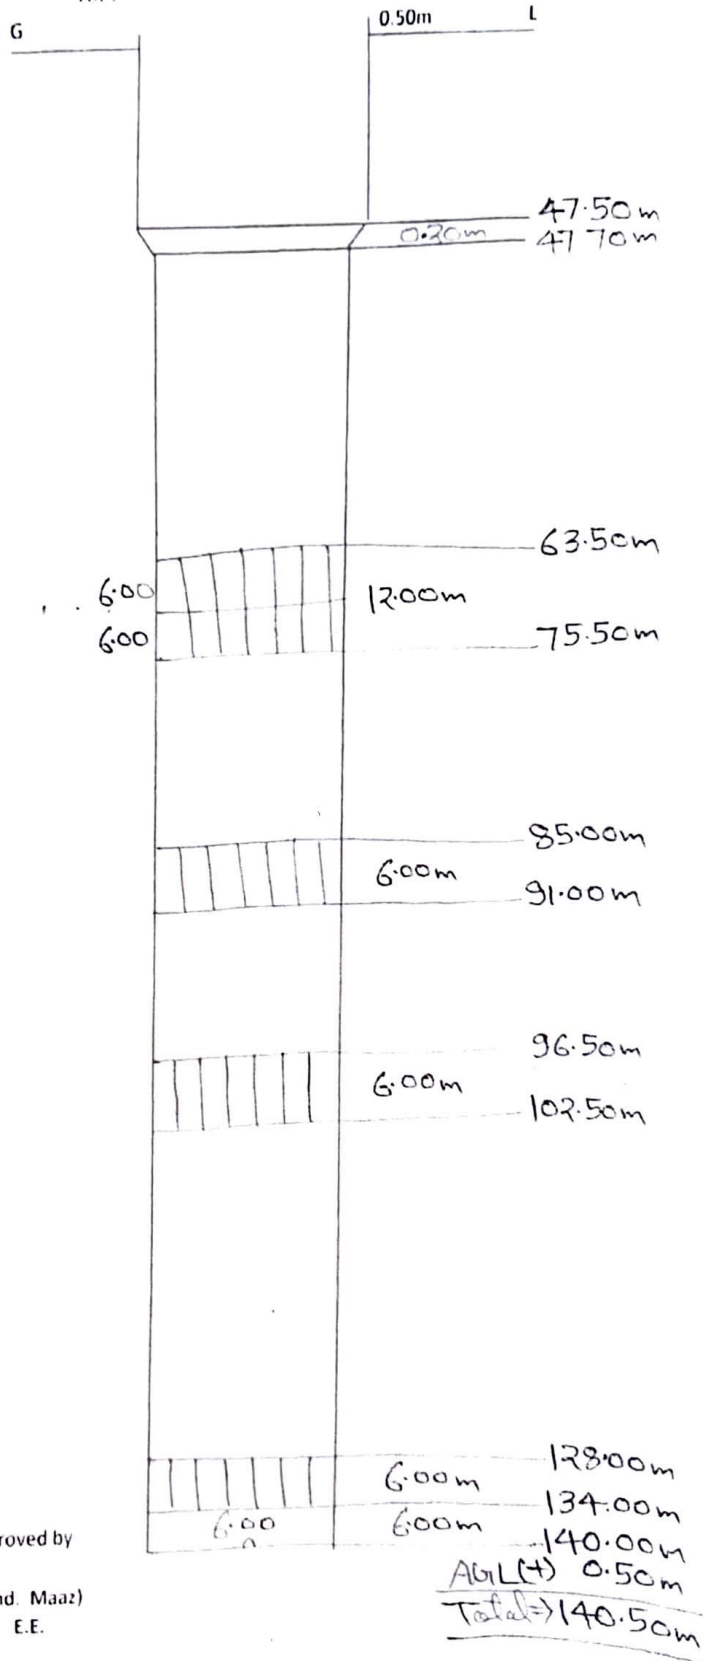 G 0.50m L
47.50m
0.20m 47 70m
63.50m
6.00 12.00m
6.00 75.50m
85.00m
6.00m
91.00m
96.50m
6.00m
102.50m
128.00m
6.00m
134.00m
6.00 6.00m
140.00m
roved by
AGL(+) 0.50m
nd. Maaz)
Total⇒140.50m
E.E.